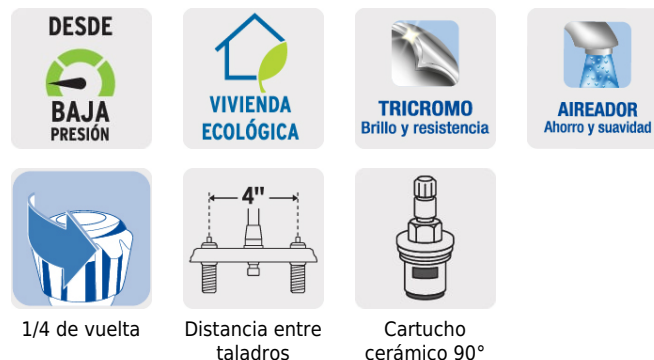 DESDE
BAJA
PRESIÓN
VIVIENDA
ECOLÓGICA
TRICROMO
Brillo y resistencia
AIREADOR
Ahorro y suavidad
4"
1/4 de vuelta
Distancia entre
taladros
Cartucho
cerámico 90°